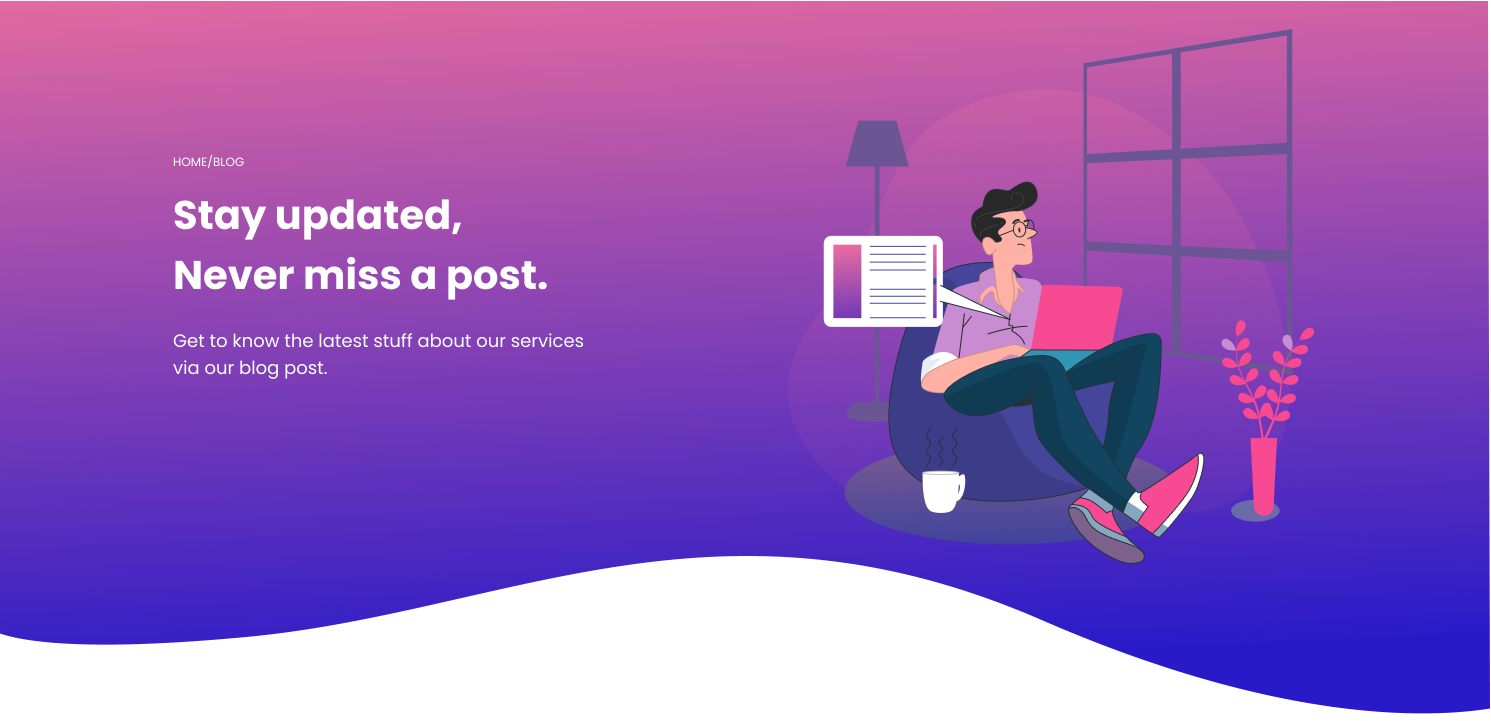 HOME/BLOG
Stay updated,
Never miss a post.
Get to know the latest stuff about our services
via our blog post.